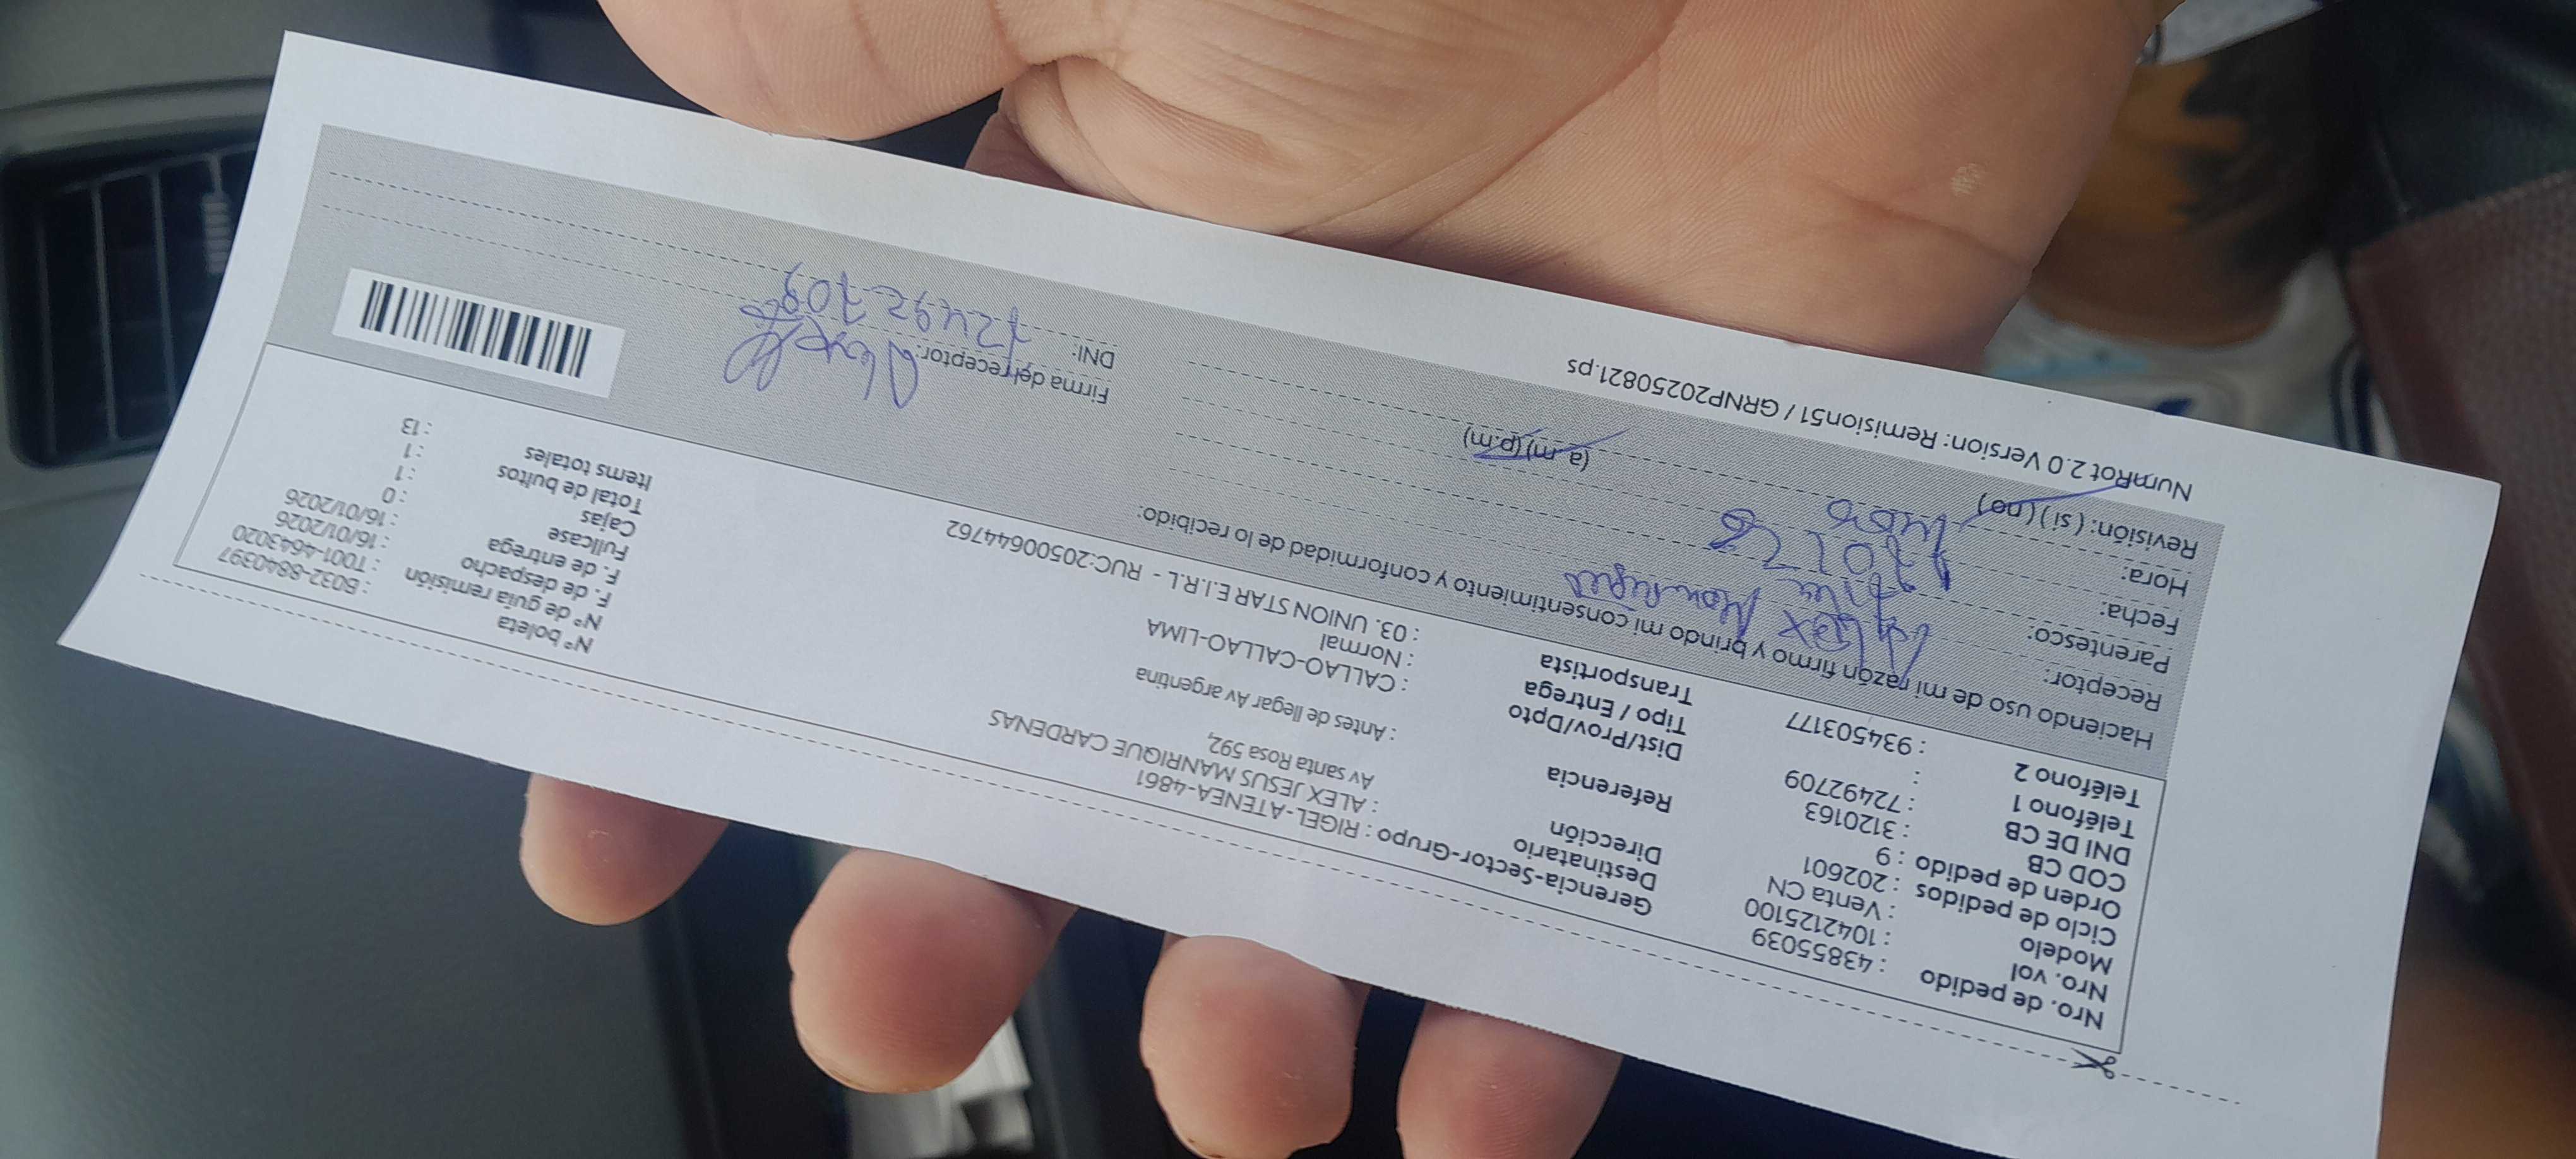 Nro. de pedido : 43855039
Nro. vol : 1042125100
Modelo : Venta CN
Ciclo de pedidos : 202601
Orden de pedido : 9
COD CB : 3120163
DNI DE CB : 72492709
Teléfono 1 :
Teléfono 2 : 934503177
Gerencia-Sector-Grupo : RIGEL-ATENEA-4861
Destinatario : ALEX JESUS MANRIQUE CARDENAS
Dirección Av santa Rosa 592,
Referencia : Antes de llegar Av argentina
Dist/Prov/Dpto : CALLAO-CALLAO-LIMA
Tipo / Entrega : Normal
Transportista : 03. UNION STAR E.I.R.L - RUC:20500644762
N° boleta : B032-8840397
N° de guía remisión : T001-4643020
F. de despacho : 16/01/2026
F. de entrega : 16/01/2026
Fullcase : 0
Cajas : 1
Total de bultos : 1
Items totales : 13
Haciendo uso de mi razón firmo y brindo mi consentimiento y conformidad de lo recibido:
Receptor: Alex Manrique
Parentesco:
Fecha:
Hora: (a.m) (p.m)
Revisión: (si) (no)
Firma del receptor:
DNI: 72492709
NumRot 2.0 Version: Remision51 / GRNP20250821.ps